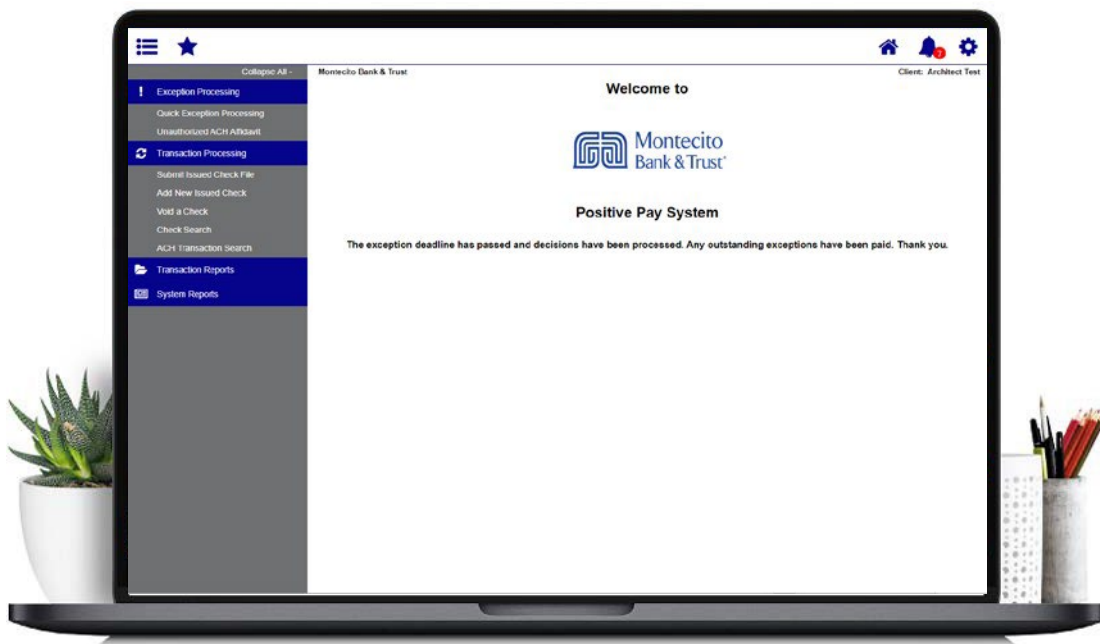 7
Collapse All -
Montecito Bank & Trust
Client: Architect Test
Exception Processing
Quick Exception Processing
Unauthorized ACH Affidavit
Transaction Processing
Submit Issued Check File
Add New Issued Check
Void a Check
Check Search
ACH Transaction Search
Transaction Reports
System Reports
Welcome to
Montecito
Bank & Trust
Positive Pay System
The exception deadline has passed and decisions have been processed. Any outstanding exceptions have been paid. Thank you.